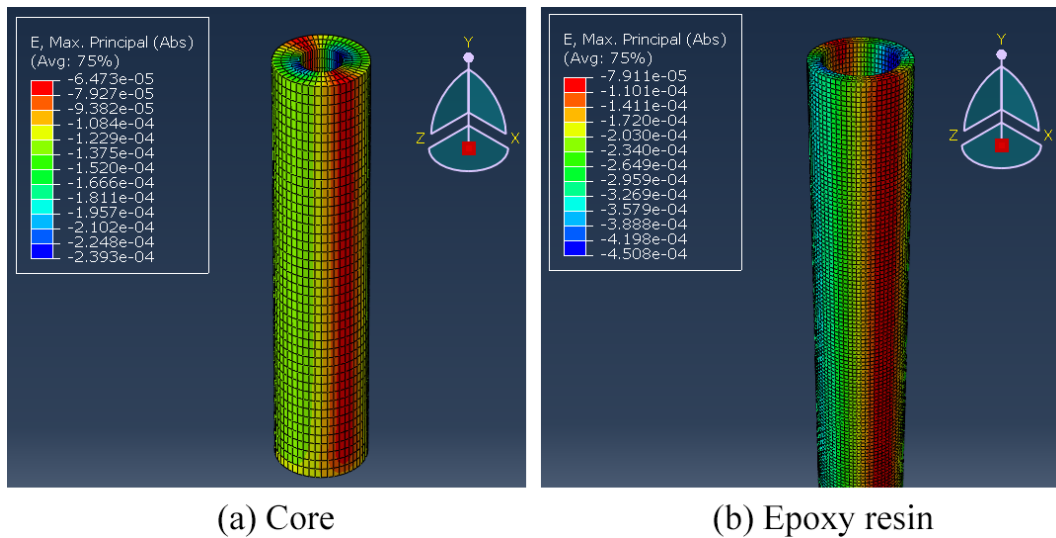 E, Max. Principal (Abs)
(Avg: 75%)
-6.473e-05
-7.927e-05
-9.382e-05
-1.084e-04
-1.229e-04
-1.375e-04
-1.520e-04
-1.666e-04
-1.811e-04
-1.957e-04
-2.102e-04
-2.248e-04
-2.393e-04
Y
Z
X
E, Max. Principal (Abs)
(Avg: 75%)
-7.911e-05
-1.101e-04
-1.411e-04
-1.720e-04
-2.030e-04
-2.340e-04
-2.649e-04
-2.959e-04
-3.269e-04
-3.579e-04
-3.888e-04
-4.198e-04
-4.508e-04
Y
Z
X
(a) Core
(b) Epoxy resin